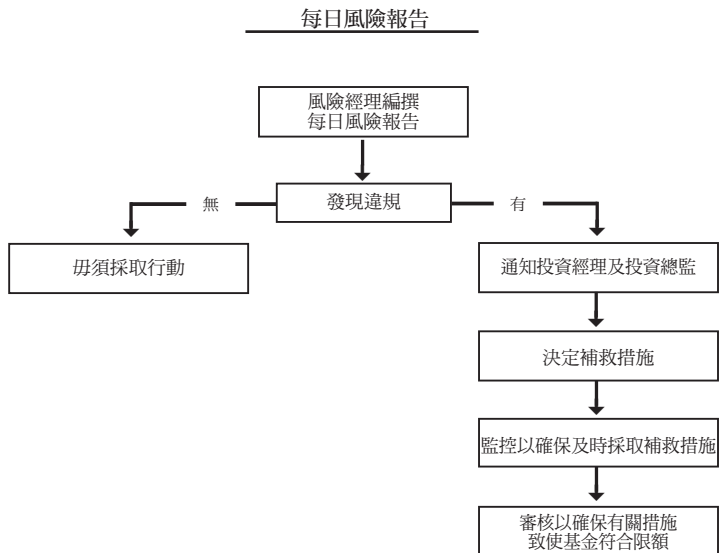 每日風險報告
風險經理編撰
每日風險報告
發現違規
無
有
毋須採取行動
通知投資經理及投資總監
決定補救措施
監控以確保及時採取補救措施
審核以確保有關措施
致使基金符合限額